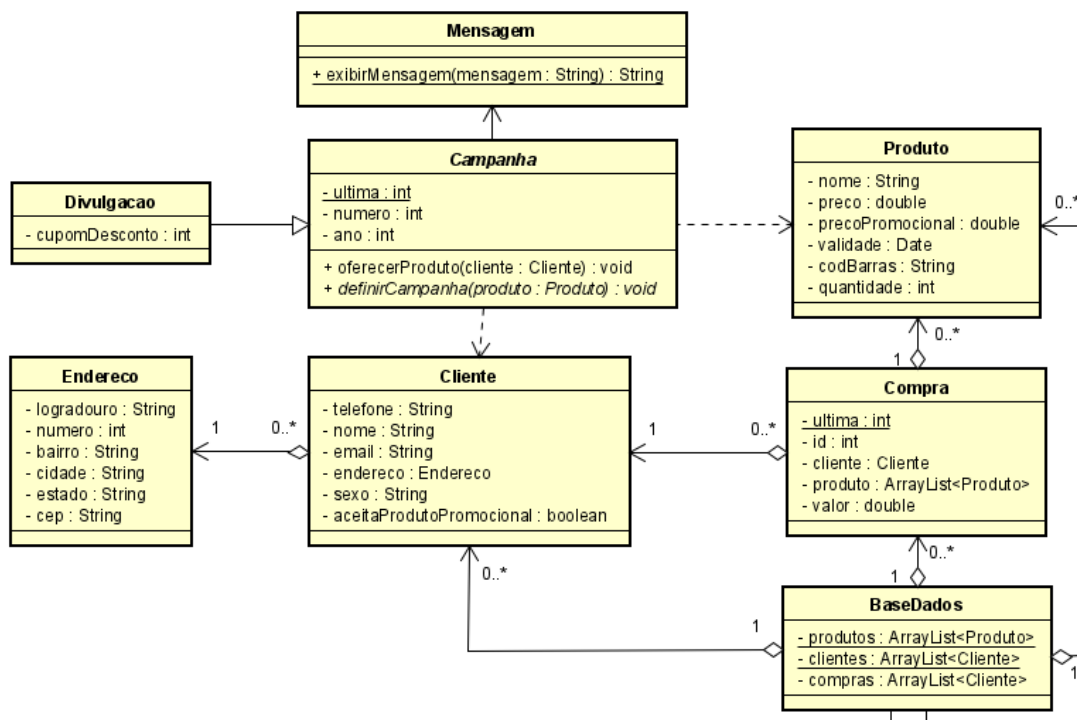 Mensagem
+ exibirMensagem(mensagem : String) : String
Campanha
- ultima : int
- numero : int
- ano : int
+ oferecerProduto(cliente : Cliente) : void
+ definirCampanha(produto : Produto) : void
Divulgacao
- cupomDesconto : int
Produto
- nome : String
- preco : double
- precoPromocional : double
- validade : Date
- codBarras : String
- quantidade : int
0..*
0..*
1
Endereco
- logradouro : String
- numero : int
- bairro : String
- cidade : String
- estado : String
- cep : String
1
0..*
Cliente
- telefone : String
- nome : String
- email : String
- endereco : Endereco
- sexo : String
- aceitaProdutoPromocional : boolean
1
0..*
Compra
- ultima : int
- id : int
- cliente : Cliente
- produto : ArrayList<Produto>
- valor : double
0..*
1
0..*
1
BaseDados
- produtos : ArrayList<Produto>
- clientes : ArrayList<Cliente>
- compras : ArrayList<Cliente>
1